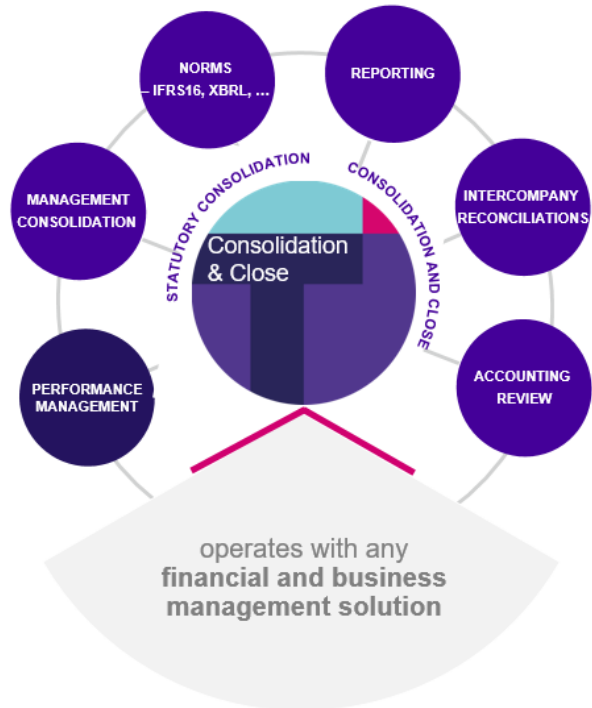 NORMS
– IFRS16, XBRL, ...
REPORTING
MANAGEMENT
CONSOLIDATION
STATUTORY CONSOLIDATION
CONSOLIDATION AND CLOSE
INTERCOMPANY
RECONCILIATIONS
Consolidation
& Close
PERFORMANCE
MANAGEMENT
ACCOUNTING
REVIEW
operates with any
financial and business
management solution